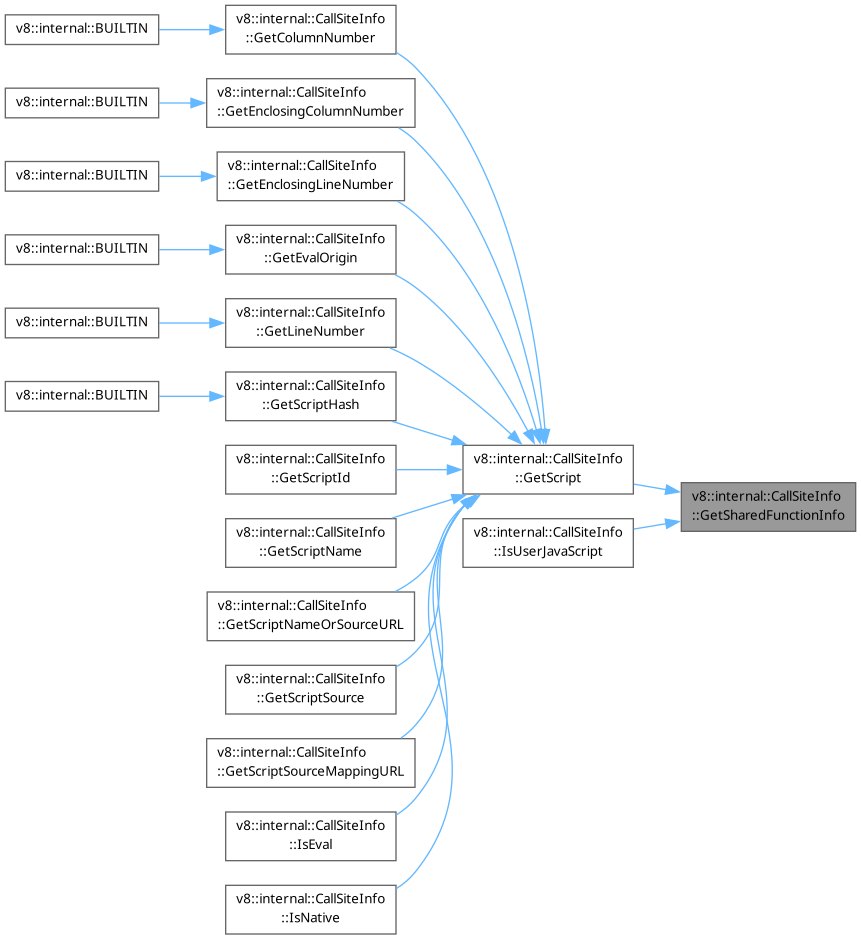 v8::internal::BUILTIN
v8::internal::CallSiteInfo
::GetColumnNumber
v8::internal::BUILTIN
v8::internal::CallSiteInfo
::GetEnclosingColumnNumber
v8::internal::BUILTIN
v8::internal::CallSiteInfo
::GetEnclosingLineNumber
v8::internal::BUILTIN
v8::internal::CallSiteInfo
::GetEvalOrigin
v8::internal::BUILTIN
v8::internal::CallSiteInfo
::GetLineNumber
v8::internal::BUILTIN
v8::internal::CallSiteInfo
::GetScriptHash
v8::internal::CallSiteInfo
::GetScriptId
v8::internal::CallSiteInfo
::GetScript
v8::internal::CallSiteInfo
::GetSharedFunctionInfo
v8::internal::CallSiteInfo
::GetScriptName
v8::internal::CallSiteInfo
::IsUserJavaScript
v8::internal::CallSiteInfo
::GetScriptNameOrSourceURL
v8::internal::CallSiteInfo
::GetScriptSource
v8::internal::CallSiteInfo
::GetScriptSourceMappingURL
v8::internal::CallSiteInfo
::IsEval
v8::internal::CallSiteInfo
::IsNative